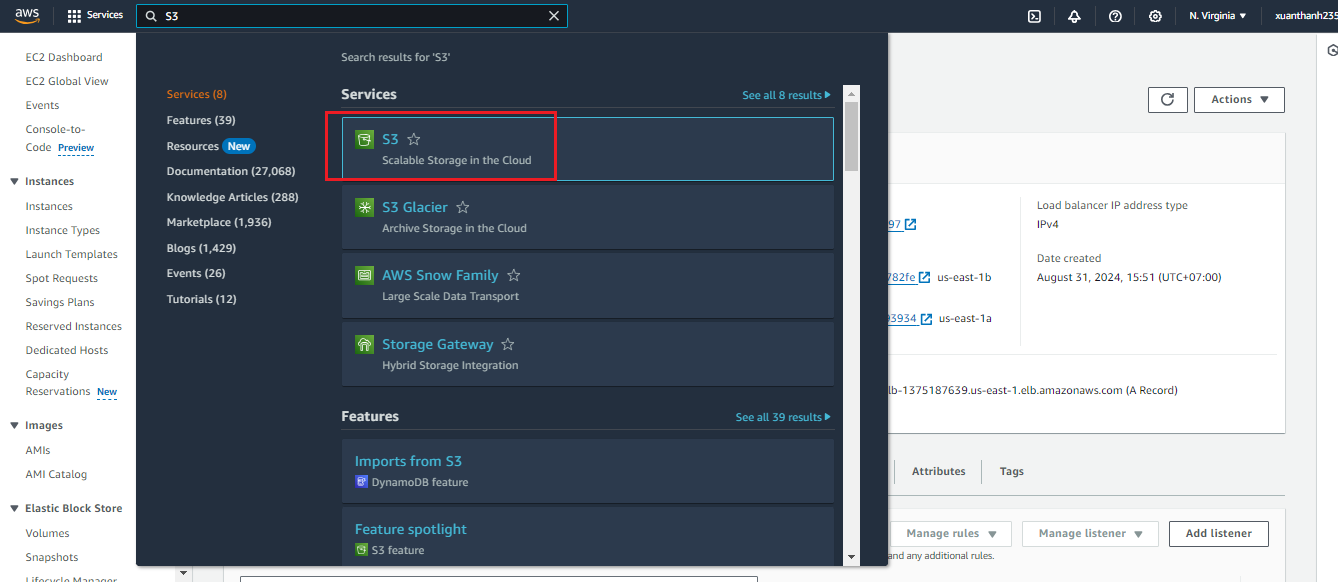 aws
Services
S3
N. Virginia ▼
xuanthanh235
EC2 Dashboard
EC2 Global View
Events
Console-to-
Code Preview
▼ Instances
Instances
Instance Types
Launch Templates
Spot Requests
Savings Plans
Reserved Instances
Dedicated Hosts
Capacity
Reservations New
▼ Images
AMIs
AMI Catalog
▼ Elastic Block Store
Volumes
Snapshots
Lifecycle Manager
Search results for 'S3'
Services (8)
Features (39)
Resources New
Documentation (27,068)
Knowledge Articles (288)
Marketplace (1,936)
Blogs (1,429)
Events (26)
Tutorials (12)
Services
See all 8 results ▶
S3
Scalable Storage in the Cloud
S3 Glacier
Archive Storage in the Cloud
AWS Snow Family
Large Scale Data Transport
Storage Gateway
Hybrid Storage Integration
Features
See all 39 results ▶
Imports from S3
DynamoDB feature
Feature spotlight
S3 feature
Actions ▼
97
782fe us-east-1b
93934 us-east-1a
Load balancer IP address type
IPv4
Date created
August 31, 2024, 15:51 (UTC+07:00)
lb-1375187639.us-east-1.elb.amazonaws.com (A Record)
Attributes
Tags
Manage rules ▼
Manage listener ▼
Add listener
and any additional rules.